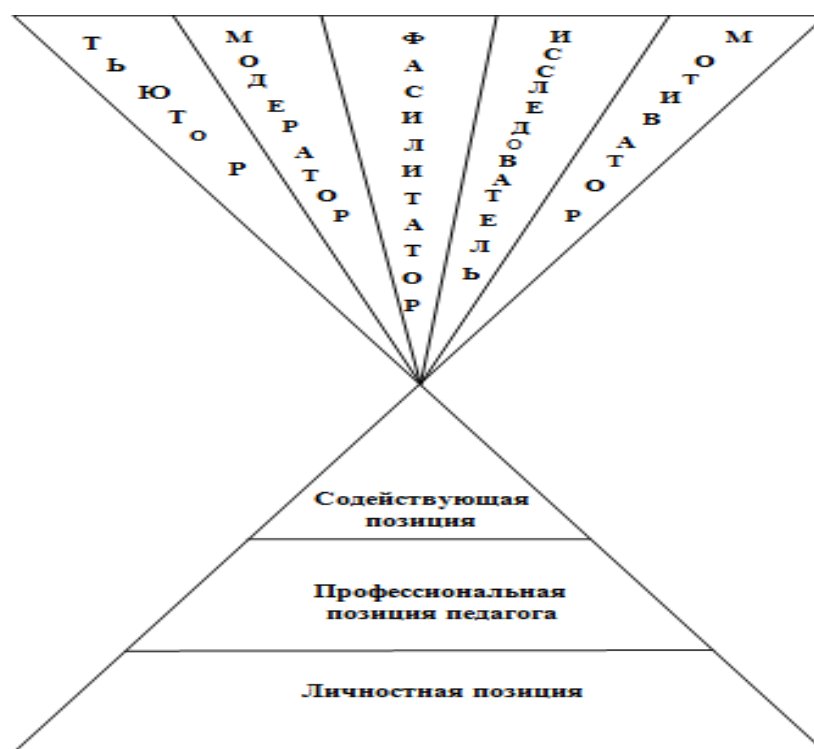 ТЬЮТОР
МОДЕРАТОР
ФАСИЛИТАТОР
ИССЛЕДОВАТЕЛЬ
МОТИВАТОР
Содействующая
позиция
Профессиональная
позиция педагога
Личностная позиция